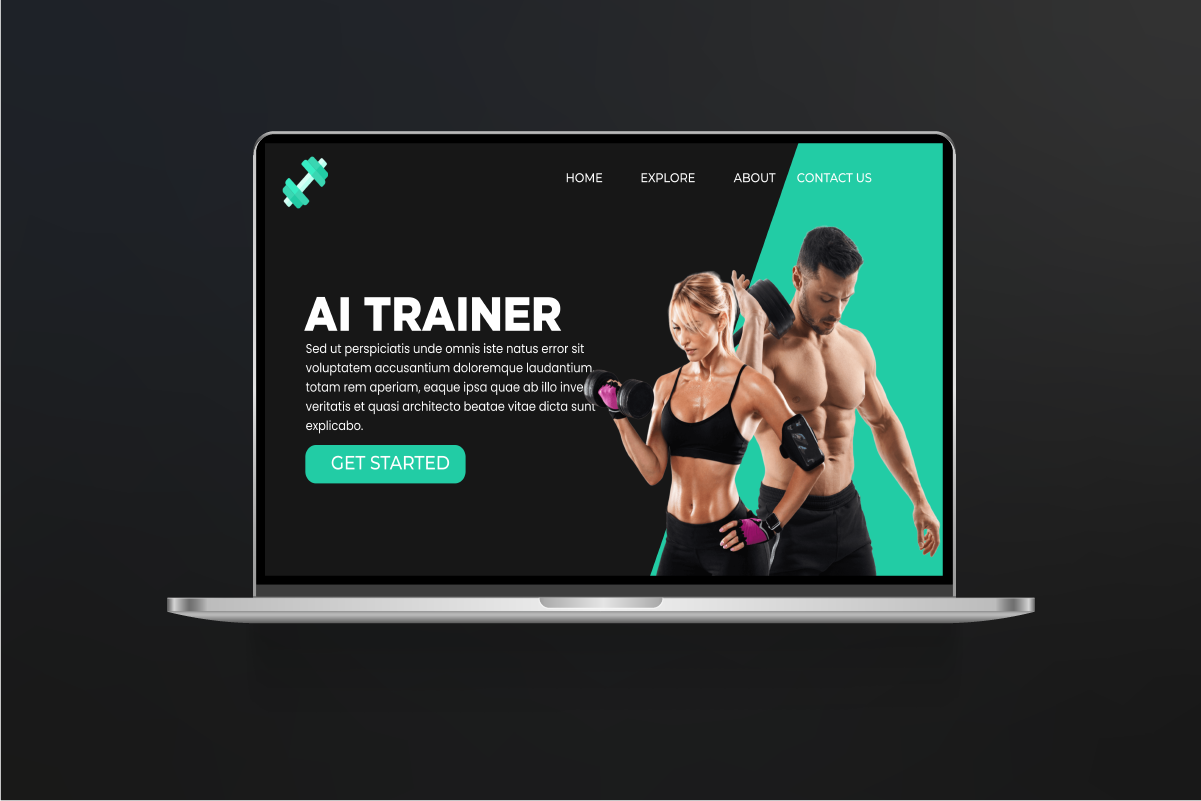 HOME EXPLORE ABOUT CONTACT US
AI TRAINER
Sed ut perspiciatis unde omnis iste natus error sit
voluptatem accusantium doloremque laudantium,
totam rem aperiam, eaque ipsa quae ab illo
veritatis et quasi architecto beatae vitae dicta sunt
explicabo.
GET STARTED